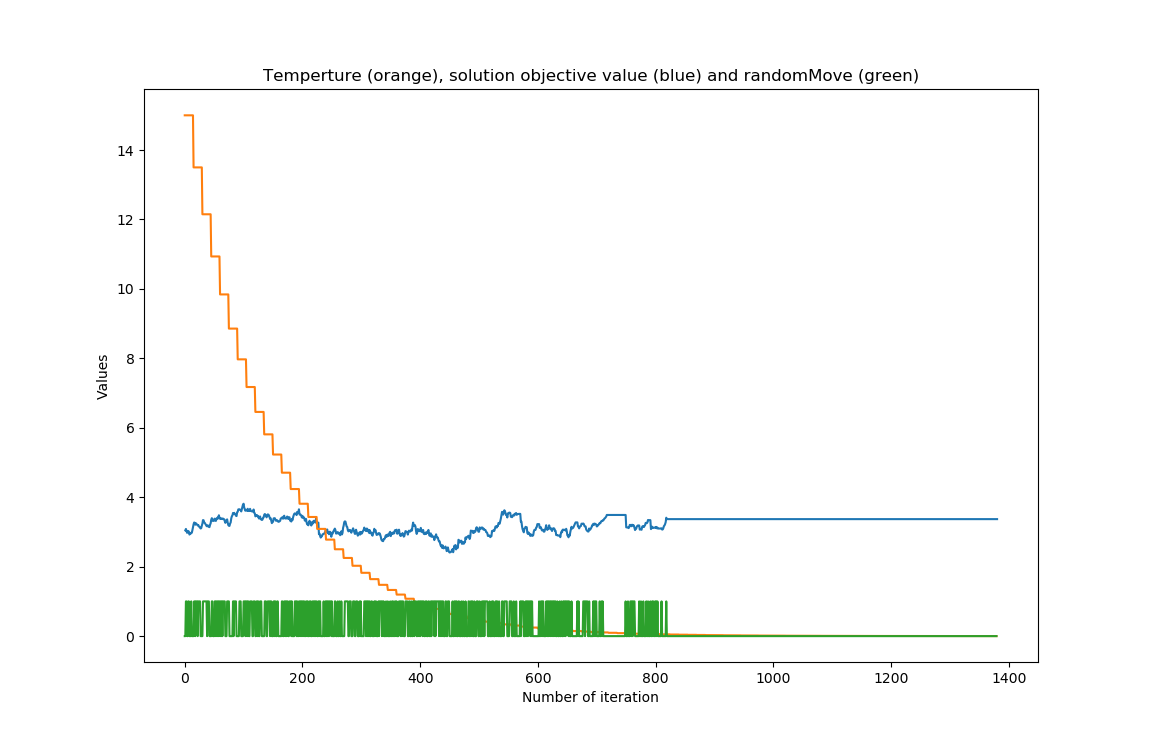 Temperture (orange), solution objective value (blue) and randomMove (green)
14
12
10
8
6
4
2
0
Values
0 200 400 600 800 1000 1200 1400
Number of iteration